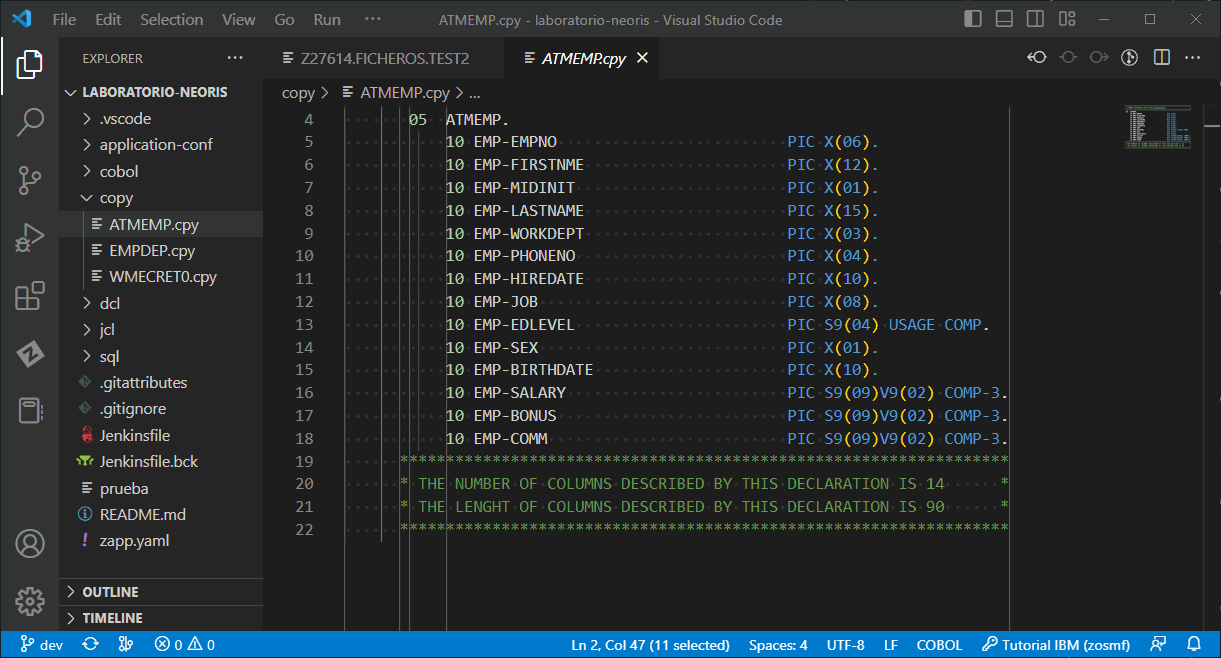 File Edit Selection View Go Run ··· ATMEMP.cpy - laboratorio-neoris - Visual Studio Code
EXPLORER ···
Z27614.FICHEROS.TEST2 ATMEMP.cpy
LABORATORIO-NEORIS
.vscode
application-conf
cobol
copy
ATMEMP.cpy
EMPDEP.cpy
WMECRET0.cpy
dcl
jcl
sql
.gitattributes
.gitignore
Jenkinsfile
Jenkinsfile.bck
prueba
README.md
zapp.yaml
OUTLINE
TIMELINE
copy > ATMEMP.cpy > ...
4 05 ATMEMP.
5 10 EMP-EMPNO PIC X(06).
6 10 EMP-FIRSTNME PIC X(12).
7 10 EMP-MIDINIT PIC X(01).
8 10 EMP-LASTNAME PIC X(15).
9 10 EMP-WORKDEPT PIC X(03).
10 10 EMP-PHONENO PIC X(04).
11 10 EMP-HIREDATE PIC X(10).
12 10 EMP-JOB PIC X(08).
13 10 EMP-EDLEVEL PIC S9(04) USAGE COMP.
14 10 EMP-SEX PIC X(01).
15 10 EMP-BIRTHDATE PIC X(10).
16 10 EMP-SALARY PIC S9(09)V9(02) COMP-3.
17 10 EMP-BONUS PIC S9(09)V9(02) COMP-3.
18 10 EMP-COMM PIC S9(09)V9(02) COMP-3.
19 ******************************************************************
20 * THE NUMBER OF COLUMNS DESCRIBED BY THIS DECLARATION IS 14 *
21 * THE LENGHT OF COLUMNS DESCRIBED BY THIS DECLARATION IS 90 *
22 ******************************************************************
dev 0 0 Ln 2, Col 47 (11 selected) Spaces: 4 UTF-8 LF COBOL Tutorial IBM (zosmf)